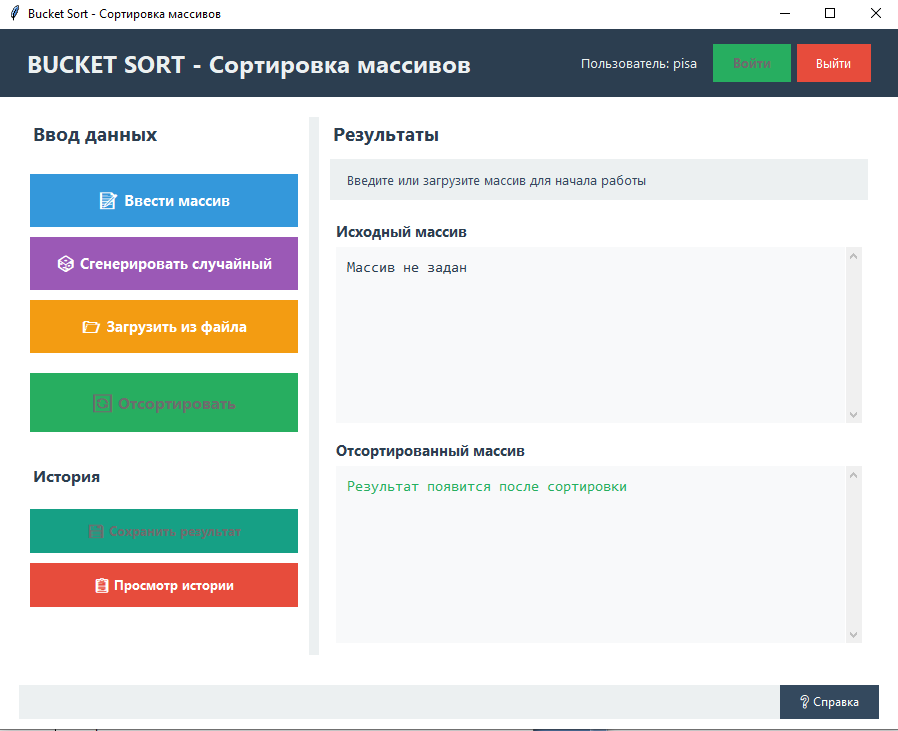 Bucket Sort - Сортировка массивов
BUCKET SORT - Сортировка массивов
Пользователь: pisa
Войти
Выйти
Ввод данных
Ввести массив
Сгенерировать случайный
Загрузить из файла
Отсортировать
История
Сохранить результат
Просмотр истории
Результаты
Введите или загрузите массив для начала работы
Исходный массив
Массив не задан
Отсортированный массив
Результат появится после сортировки
Справка